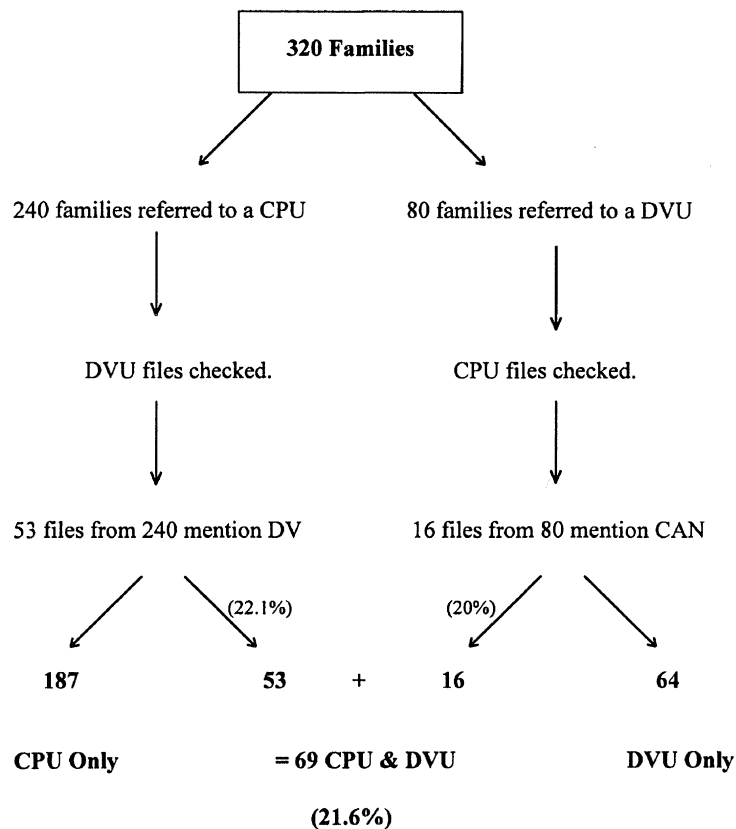 320 Families
240 families referred to a CPU 80 families referred to a DVU
DVU files checked. CPU files checked.
53 files from 240 mention DV 16 files from 80 mention CAN
(22.1%) (20%)
187 53 + 16 64
CPU Only = 69 CPU & DVU DVU Only
(21.6%)